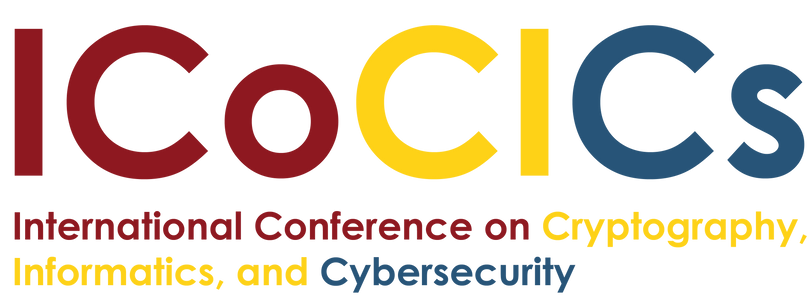 ICoCICs
International Conference on Cryptography,
Informatics, and Cybersecurity